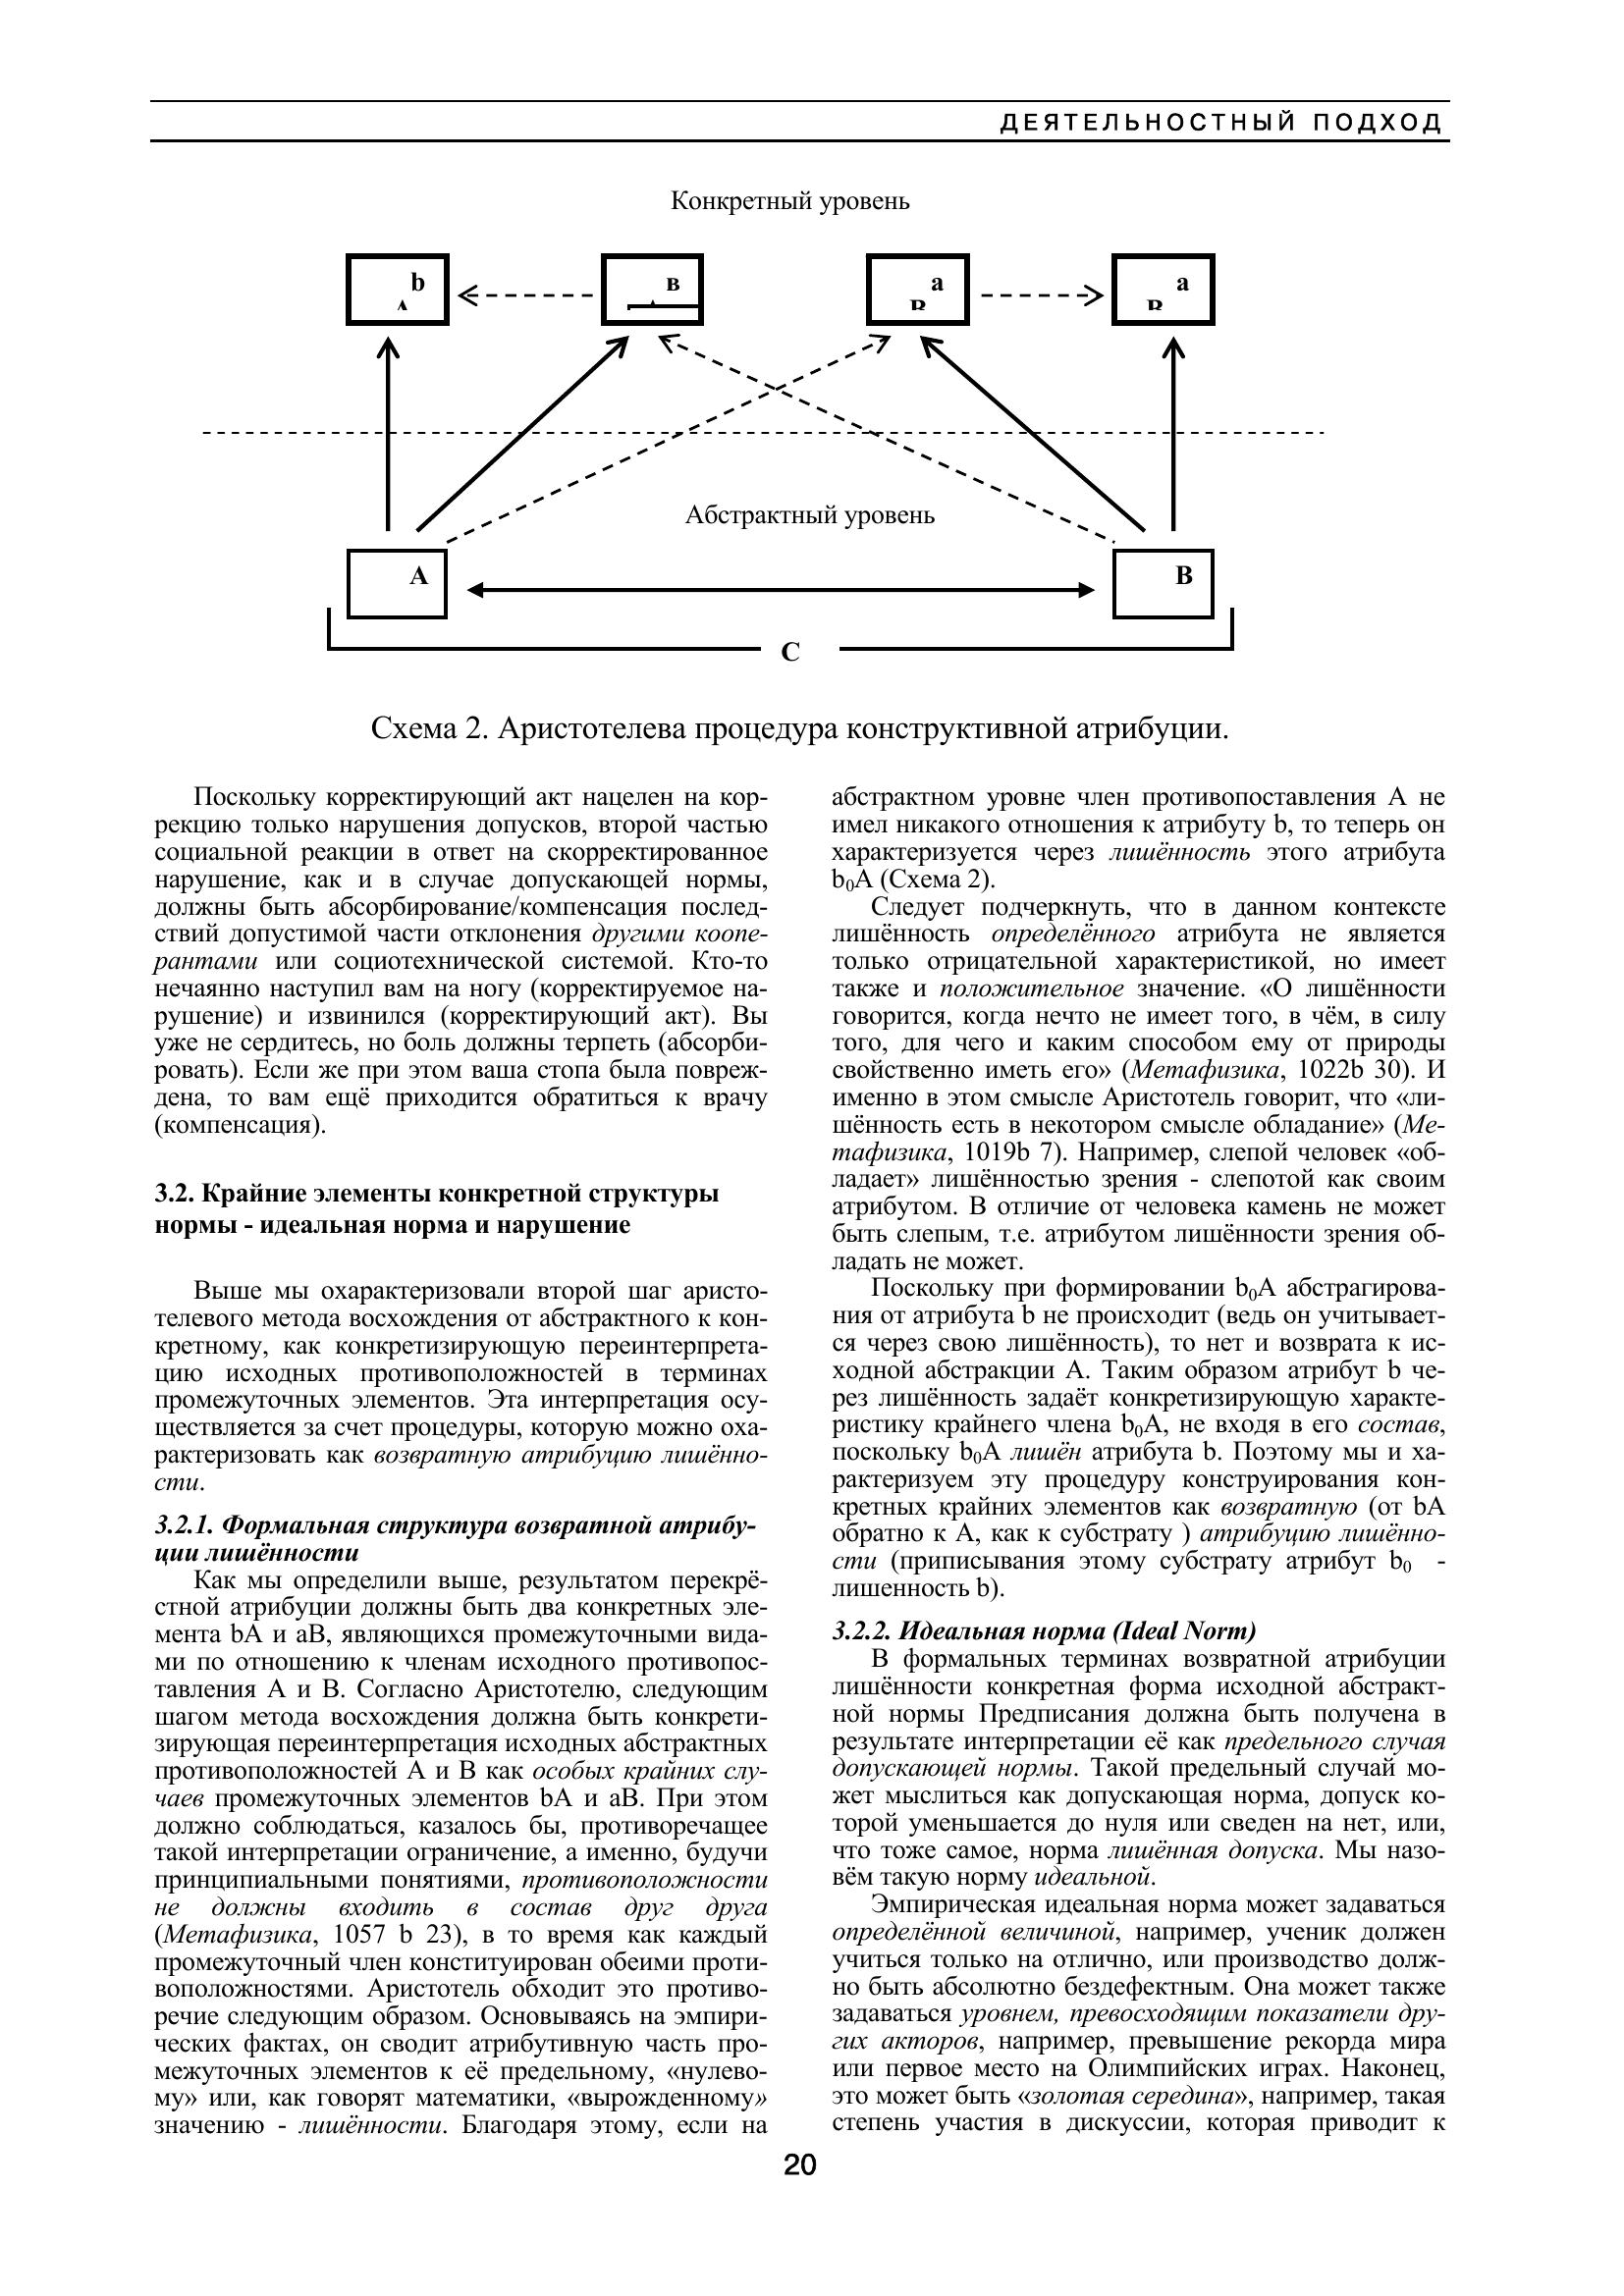 ДЕЯТЕЛЬНОСТНЫЙ ПОДХОД
Конкретный уровень
b в a a
A A B B
Абстрактный уровень
A B
C
Схема 2. Аристотелева процедура конструктивной атрибуции.
Поскольку корректирующий акт нацелен на кор-
рекцию только нарушения допусков, второй частью
социальной реакции в ответ на скорректированное
нарушение, как и в случае допускающей нормы,
должны быть абсорбирование/компенсация послед-
ствий допустимой части отклонения другими коопе-
рантами или социотехнической системой. Кто-то
нечаянно наступил вам на ногу (корректируемое на-
рушение) и извинился (корректирующий акт). Вы
уже не сердитесь, но боль должны терпеть (абсорби-
ровать). Если же при этом ваша стопа была повреж-
дена, то вам ещё приходится обратиться к врачу
(компенсация).
3.2. Крайние элементы конкретной структуры
нормы - идеальная норма и нарушение
Выше мы охарактеризовали второй шаг аристо-
телевого метода восхождения от абстрактного к кон-
кретному, как конкретизирующую переинтерпрета-
цию исходных противоположностей в терминах
промежуточных элементов. Эта интерпретация осу-
ществляется за счет процедуры, которую можно оха-
рактеризовать как возвратную атрибуцию лишённо-
сти.
3.2.1. Формальная структура возвратной атрибу-
ции лишённости
Как мы определили выше, результатом перекрё-
стной атрибуции должны быть два конкретных эле-
мента bA и aB, являющихся промежуточными вида-
ми по отношению к членам исходного противопос-
тавления А и В. Согласно Аристотелю, следующим
шагом метода восхождения должна быть конкрети-
зирующая переинтерпретация исходных абстрактных
противоположностей А и В как особых крайних слу-
чаев промежуточных элементов bA и aB. При этом
должно соблюдаться, казалось бы, противоречащее
такой интерпретации ограничение, а именно, будучи
принципиальными понятиями, противоположности
не должны входить в состав друг друга
(Метафизика, 1057 b 23), в то время как каждый
промежуточный член конституирован обеими проти-
воположностями. Аристотель обходит это противо-
речие следующим образом. Основываясь на эмпири-
ческих фактах, он сводит атрибутивную часть про-
межуточных элементов к её предельному, «нулево-
му» или, как говорят математики, «вырожденному»
значению - лишённости. Благодаря этому, если на
абстрактном уровне член противопоставления А не
имел никакого отношения к атрибуту b, то теперь он
характеризуется через лишённость этого атрибута
b₀A (Схема 2).
Следует подчеркнуть, что в данном контексте
лишённость определённого атрибута не является
только отрицательной характеристикой, но имеет
также и положительное значение. «О лишённости
говорится, когда нечто не имеет того, в чём, в силу
того, для чего и каким способом ему от природы
свойственно иметь его» (Метафизика, 1022b 30). И
именно в этом смысле Аристотель говорит, что «ли-
шённость есть в некотором смысле обладание» (Ме-
тафизика, 1019b 7). Например, слепой человек «об-
ладает» лишённостью зрения - слепотой как своим
атрибутом. В отличие от человека камень не может
быть слепым, т.е. атрибутом лишённости зрения об-
ладать не может.
Поскольку при формировании b₀A абстрагирова-
ния от атрибута b не происходит (ведь он учитывает-
ся через свою лишённость), то нет и возврата к ис-
ходной абстракции А. Таким образом атрибут b че-
рез лишённость задаёт конкретизирующую характе-
ристику крайнего члена b₀A, не входя в его состав,
поскольку b₀A лишён атрибута b. Поэтому мы и ха-
рактеризуем эту процедуру конструирования кон-
кретных крайних элементов как возвратную (от bA
обратно к А, как к субстрату ) атрибуцию лишённо-
сти (приписывания этому субстрату атрибут b₀ -
лишенность b).
3.2.2. Идеальная норма (Ideal Norm)
В формальных терминах возвратной атрибуции
лишённости конкретная форма исходной абстракт-
ной нормы Предписания должна быть получена в
результате интерпретации её как предельного случая
допускающей нормы. Такой предельный случай мо-
жет мыслиться как допускающая норма, допуск ко-
торой уменьшается до нуля или сведен на нет, или,
что тоже самое, норма лишённая допуска. Мы назо-
вём такую норму идеальной.
Эмпирическая идеальная норма может задаваться
определённой величиной, например, ученик должен
учиться только на отлично, или производство долж-
но быть абсолютно бездефектным. Она может также
задаваться уровнем, превосходящим показатели дру-
гих акторов, например, превышение рекорда мира
или первое место на Олимпийских играх. Наконец,
это может быть «золотая середина», например, такая
степень участия в дискуссии, которая приводит к
20